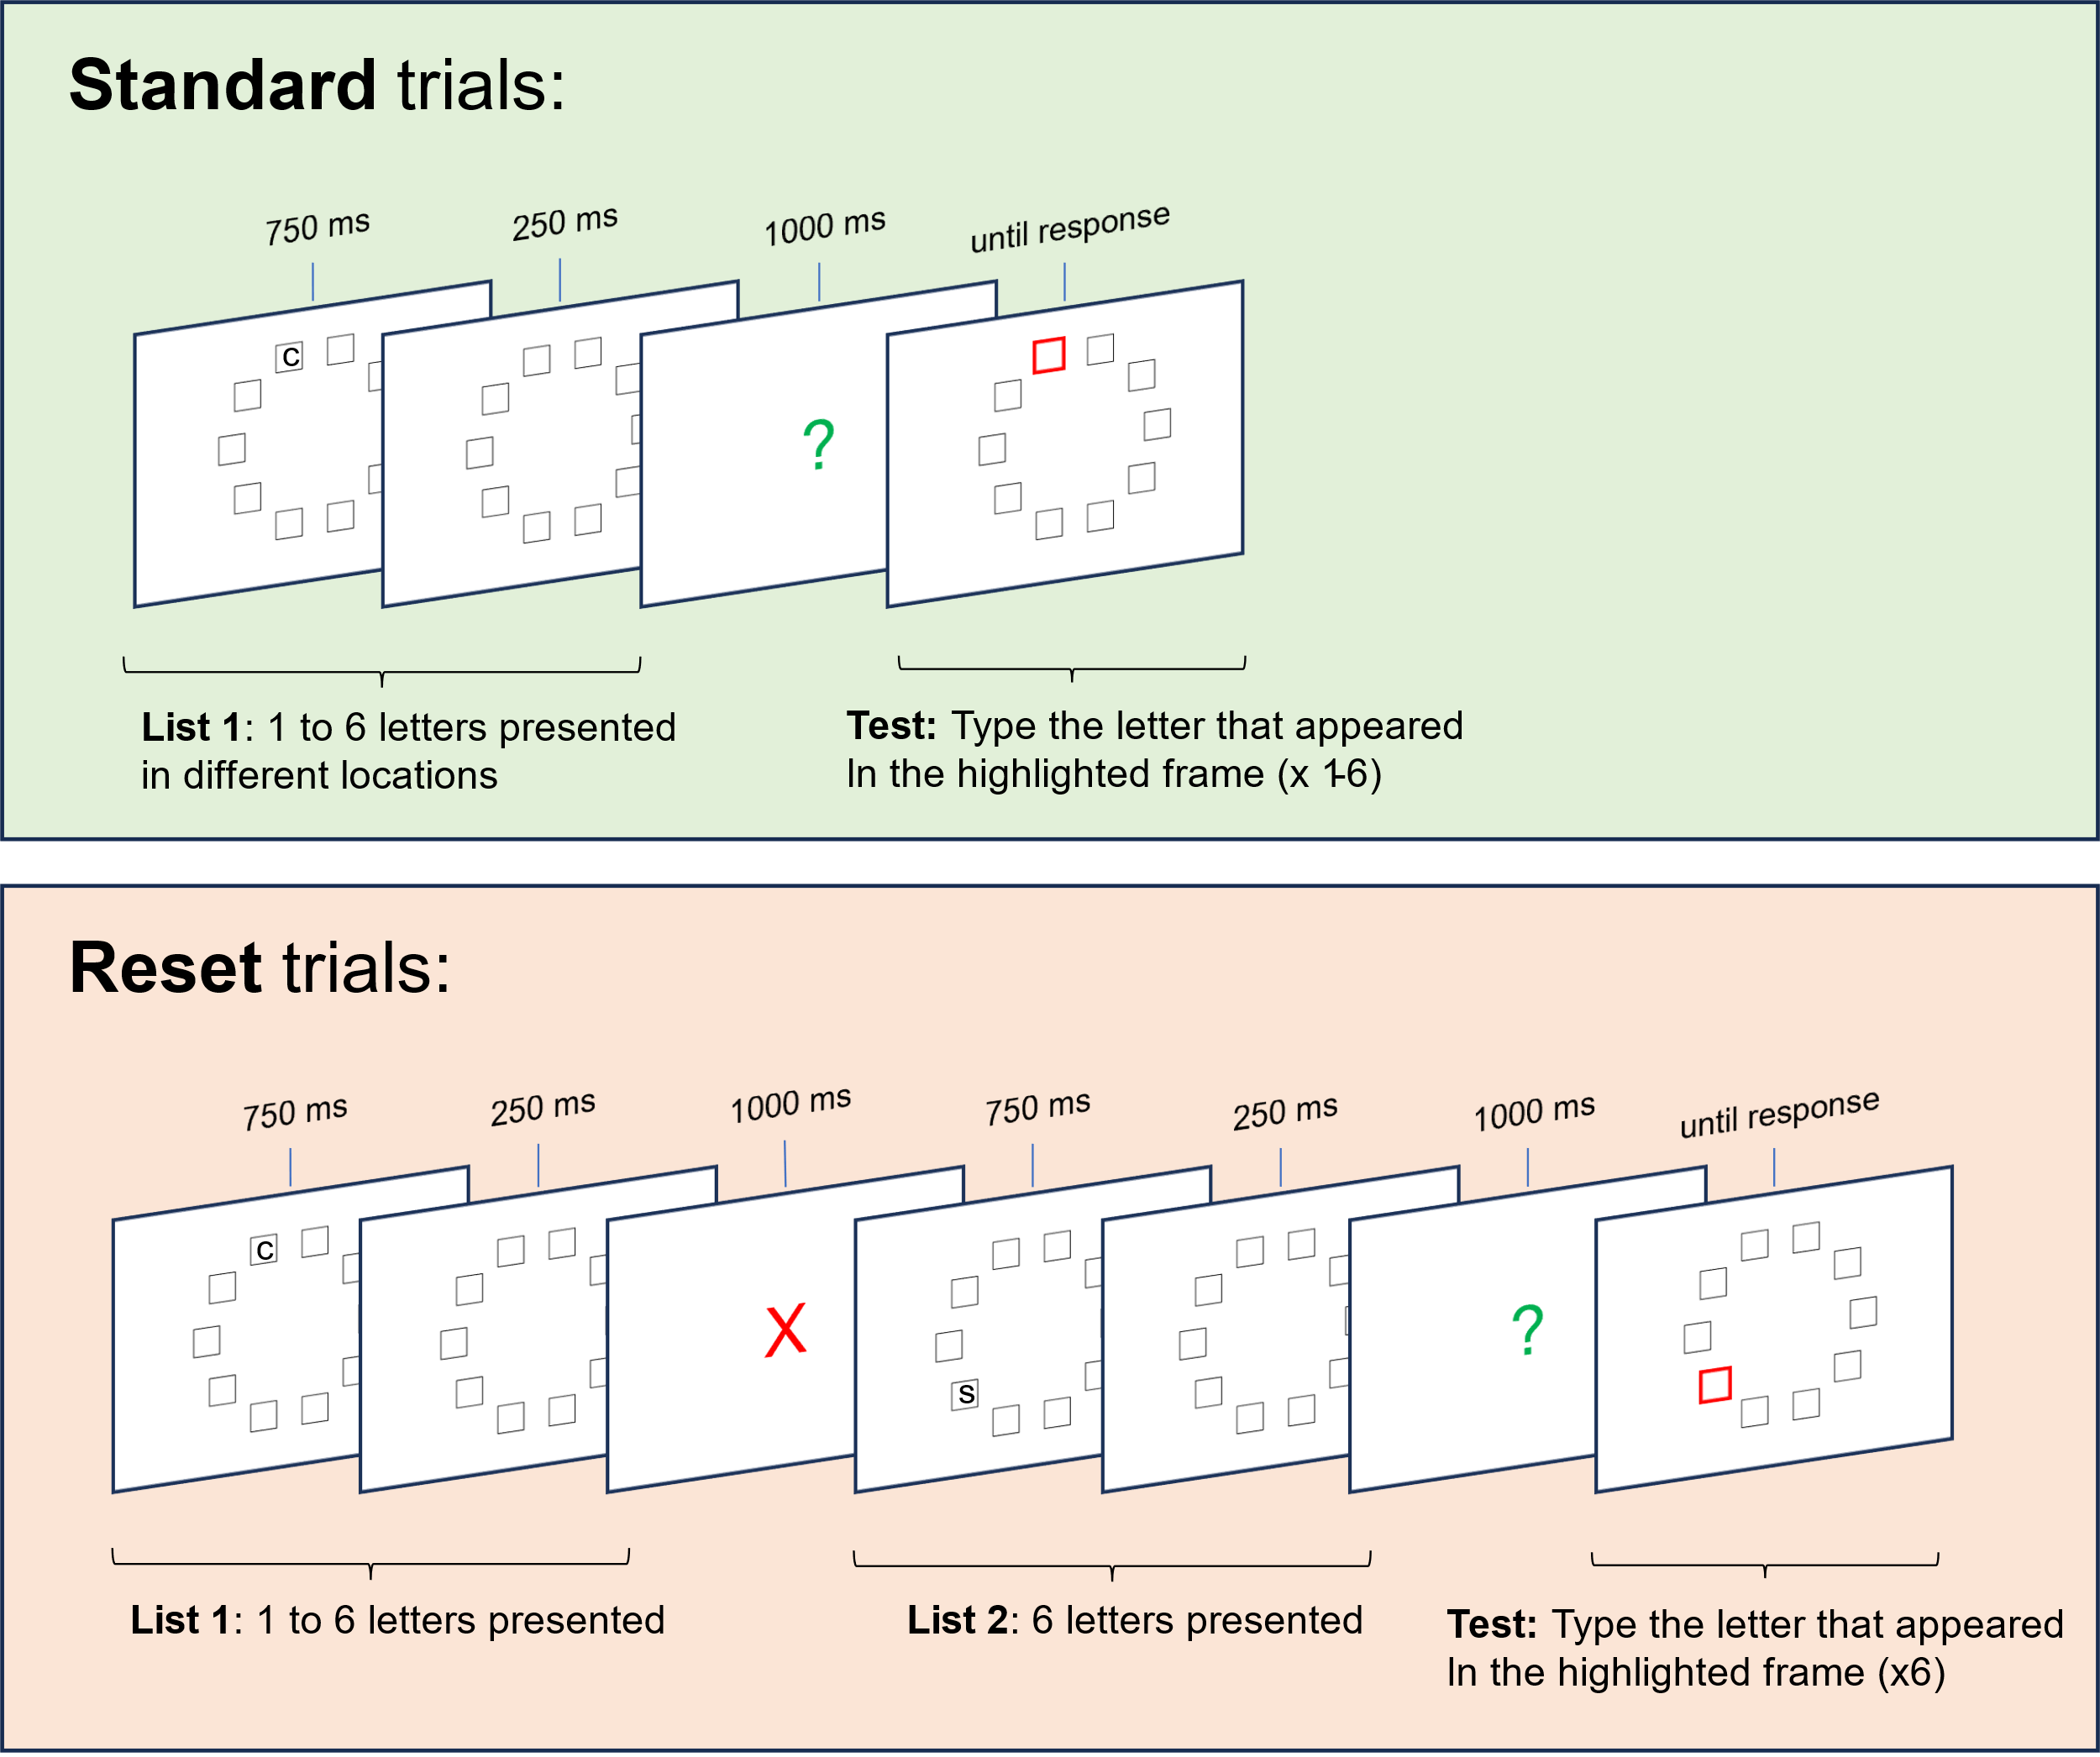 Standard trials:
750 ms
250 ms
1000 ms
until response
C
?
List 1: 1 to 6 letters presented
in different locations
Test: Type the letter that appeared
In the highlighted frame (x 1-6)
Reset trials:
750 ms
250 ms
1000 ms
750 ms
250 ms
1000 ms
until response
C
X
S
?
List 1: 1 to 6 letters presented
List 2: 6 letters presented
Test: Type the letter that appeared
In the highlighted frame (x6)